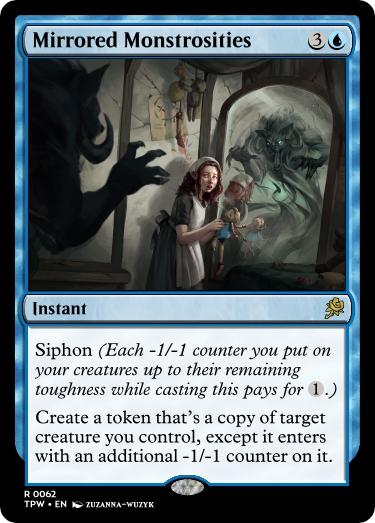 Mirrored Monstrosities 3
Instant
Siphon (Each -1/-1 counter you put on
your creatures up to their remaining
toughness while casting this pays for 1.)
Create a token that's a copy of target
creature you control, except it enters
with an additional -1/-1 counter on it.
R 0062
TPW • EN ZUZANNA-WUZYK